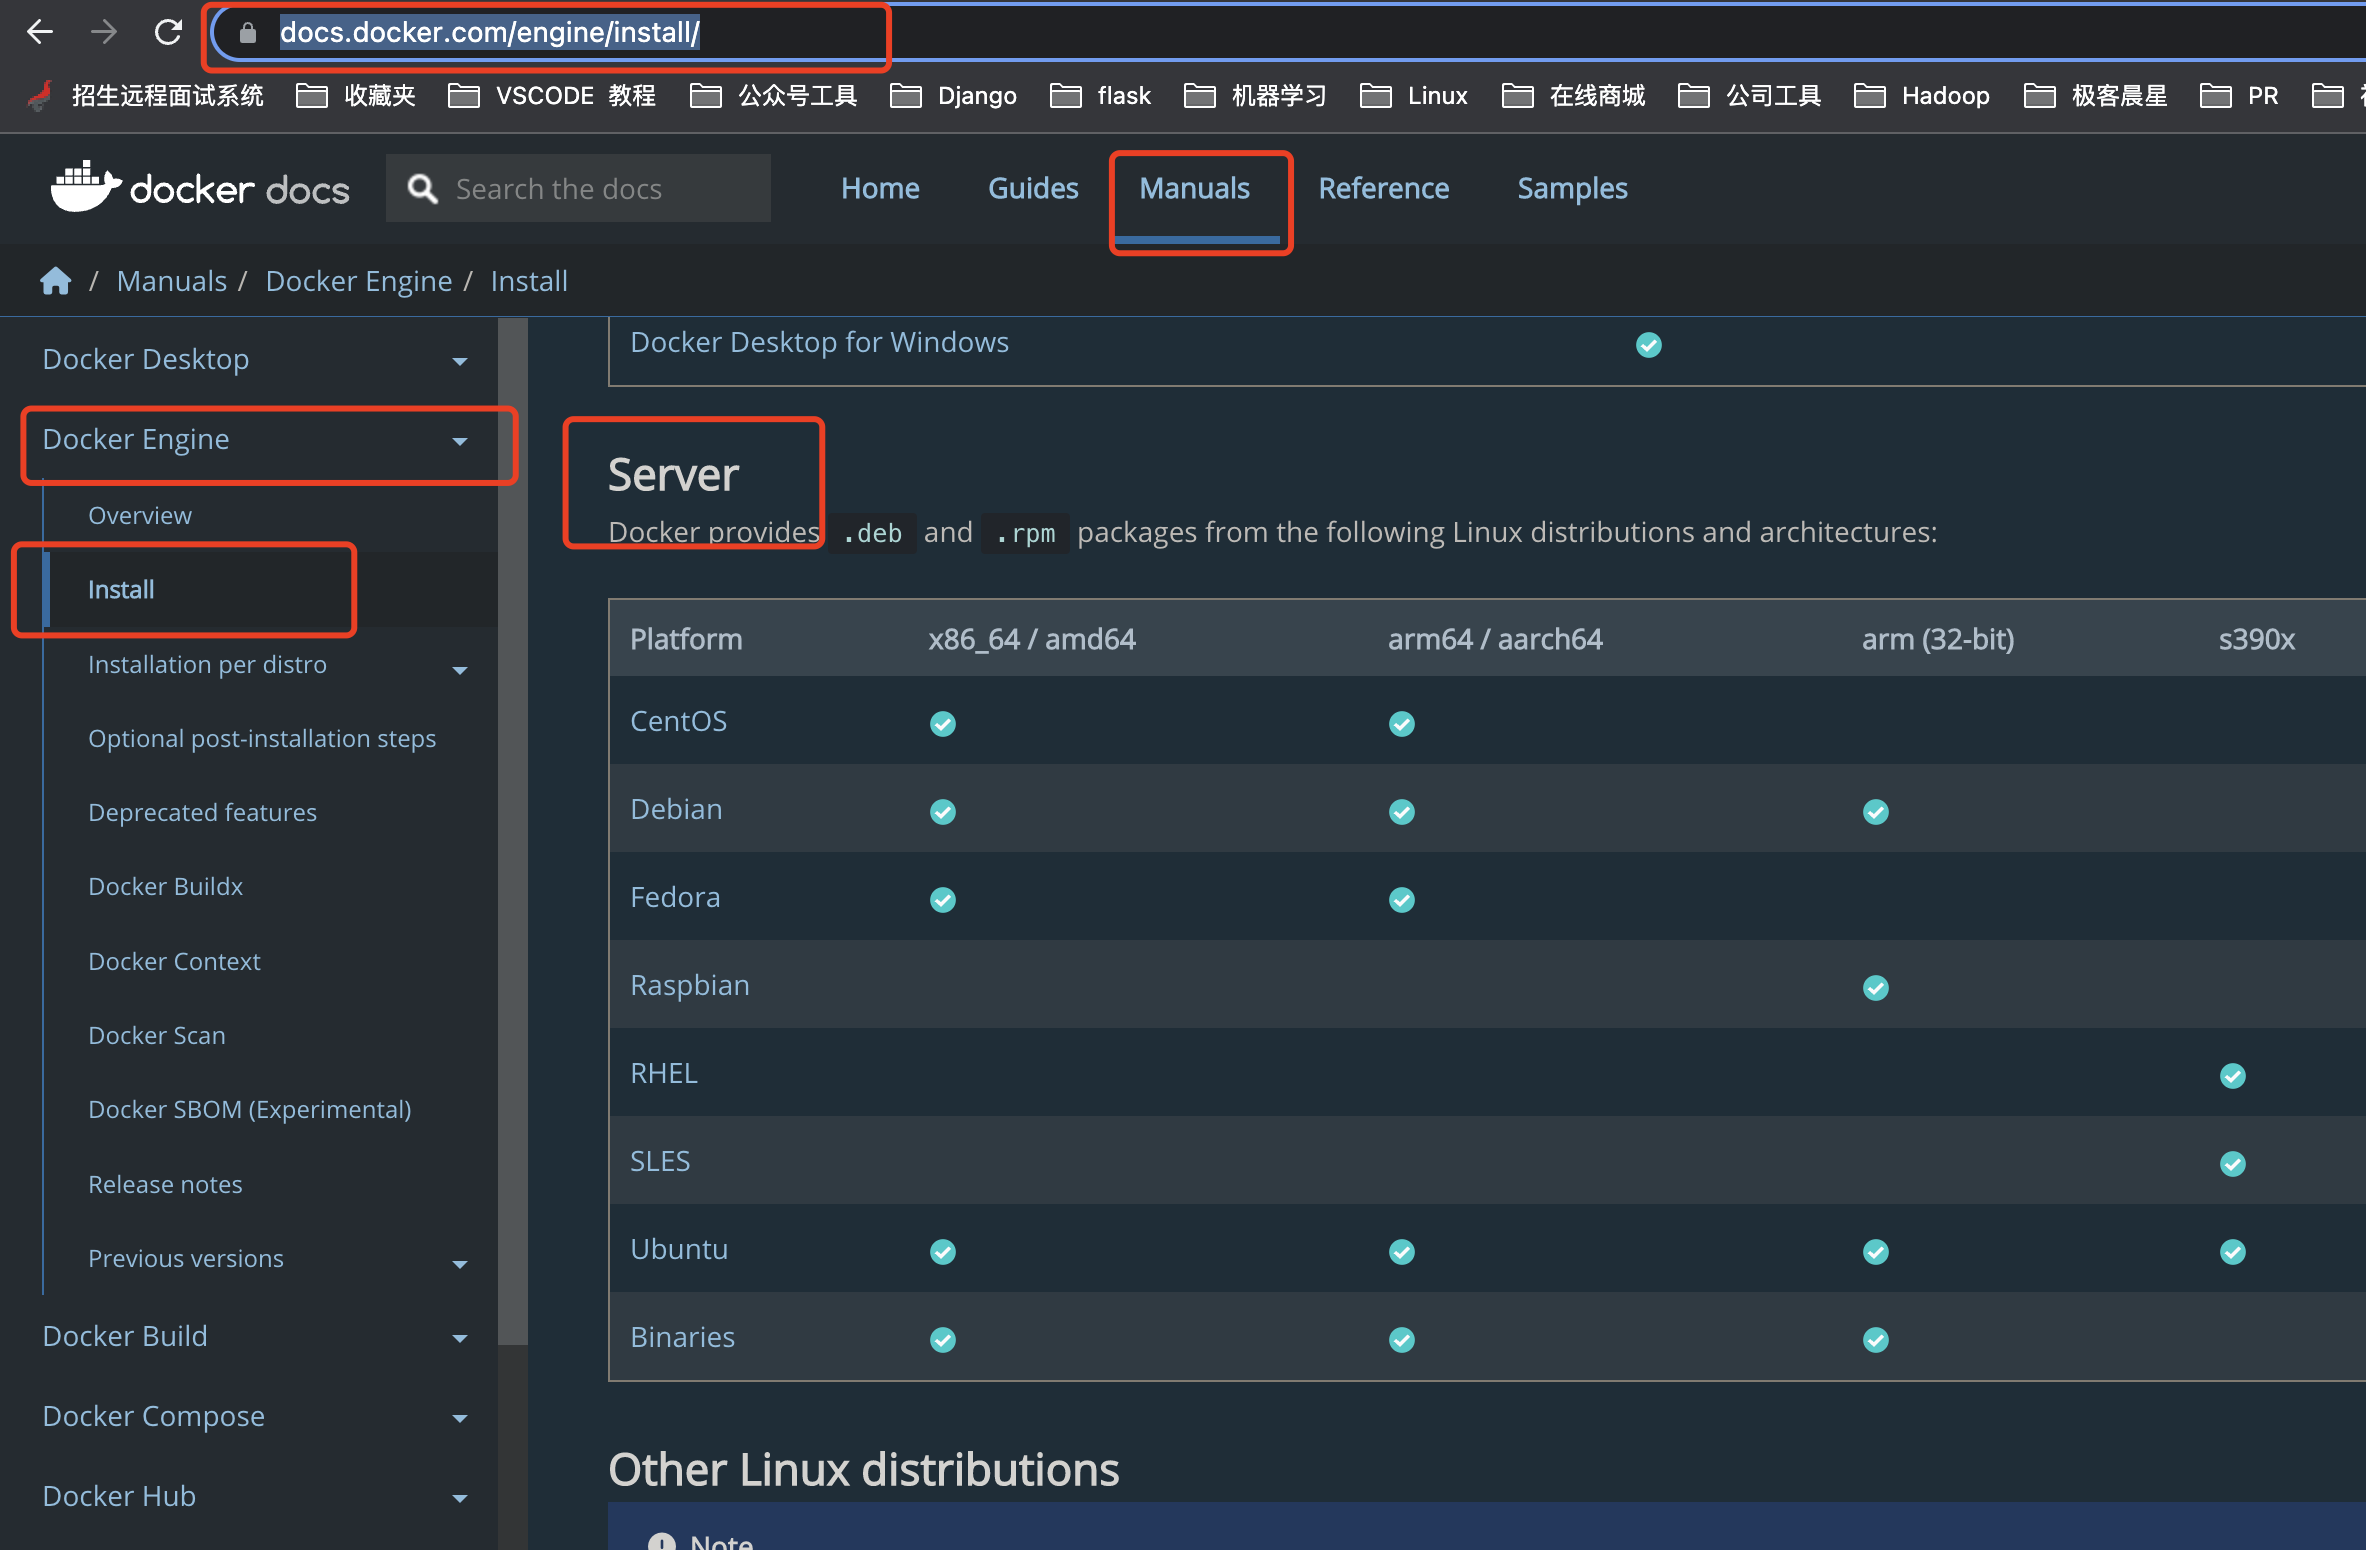 docs.docker.com/engine/install/
招生远程面试系统 收藏夹 VSCODE 教程 公众号工具 Django flask 机器学习 Linux 在线商城 公司工具 Hadoop 极客晨星 PR
docker docs Search the docs Home Guides Manuals Reference Samples
/ Manuals / Docker Engine / Install
Docker Desktop
Docker Engine
Overview
Install
Installation per distro
Optional post-installation steps
Deprecated features
Docker Buildx
Docker Context
Docker Scan
Docker SBOM (Experimental)
Release notes
Previous versions
Docker Build
Docker Compose
Docker Hub
Docker Desktop for Windows
Server
Docker provides .deb and .rpm packages from the following Linux distributions and architectures:
Platform x86_64 / amd64 arm64 / aarch64 arm (32-bit) s390x
CentOS
Debian
Fedora
Raspbian
RHEL
SLES
Ubuntu
Binaries
Other Linux distributions
Note